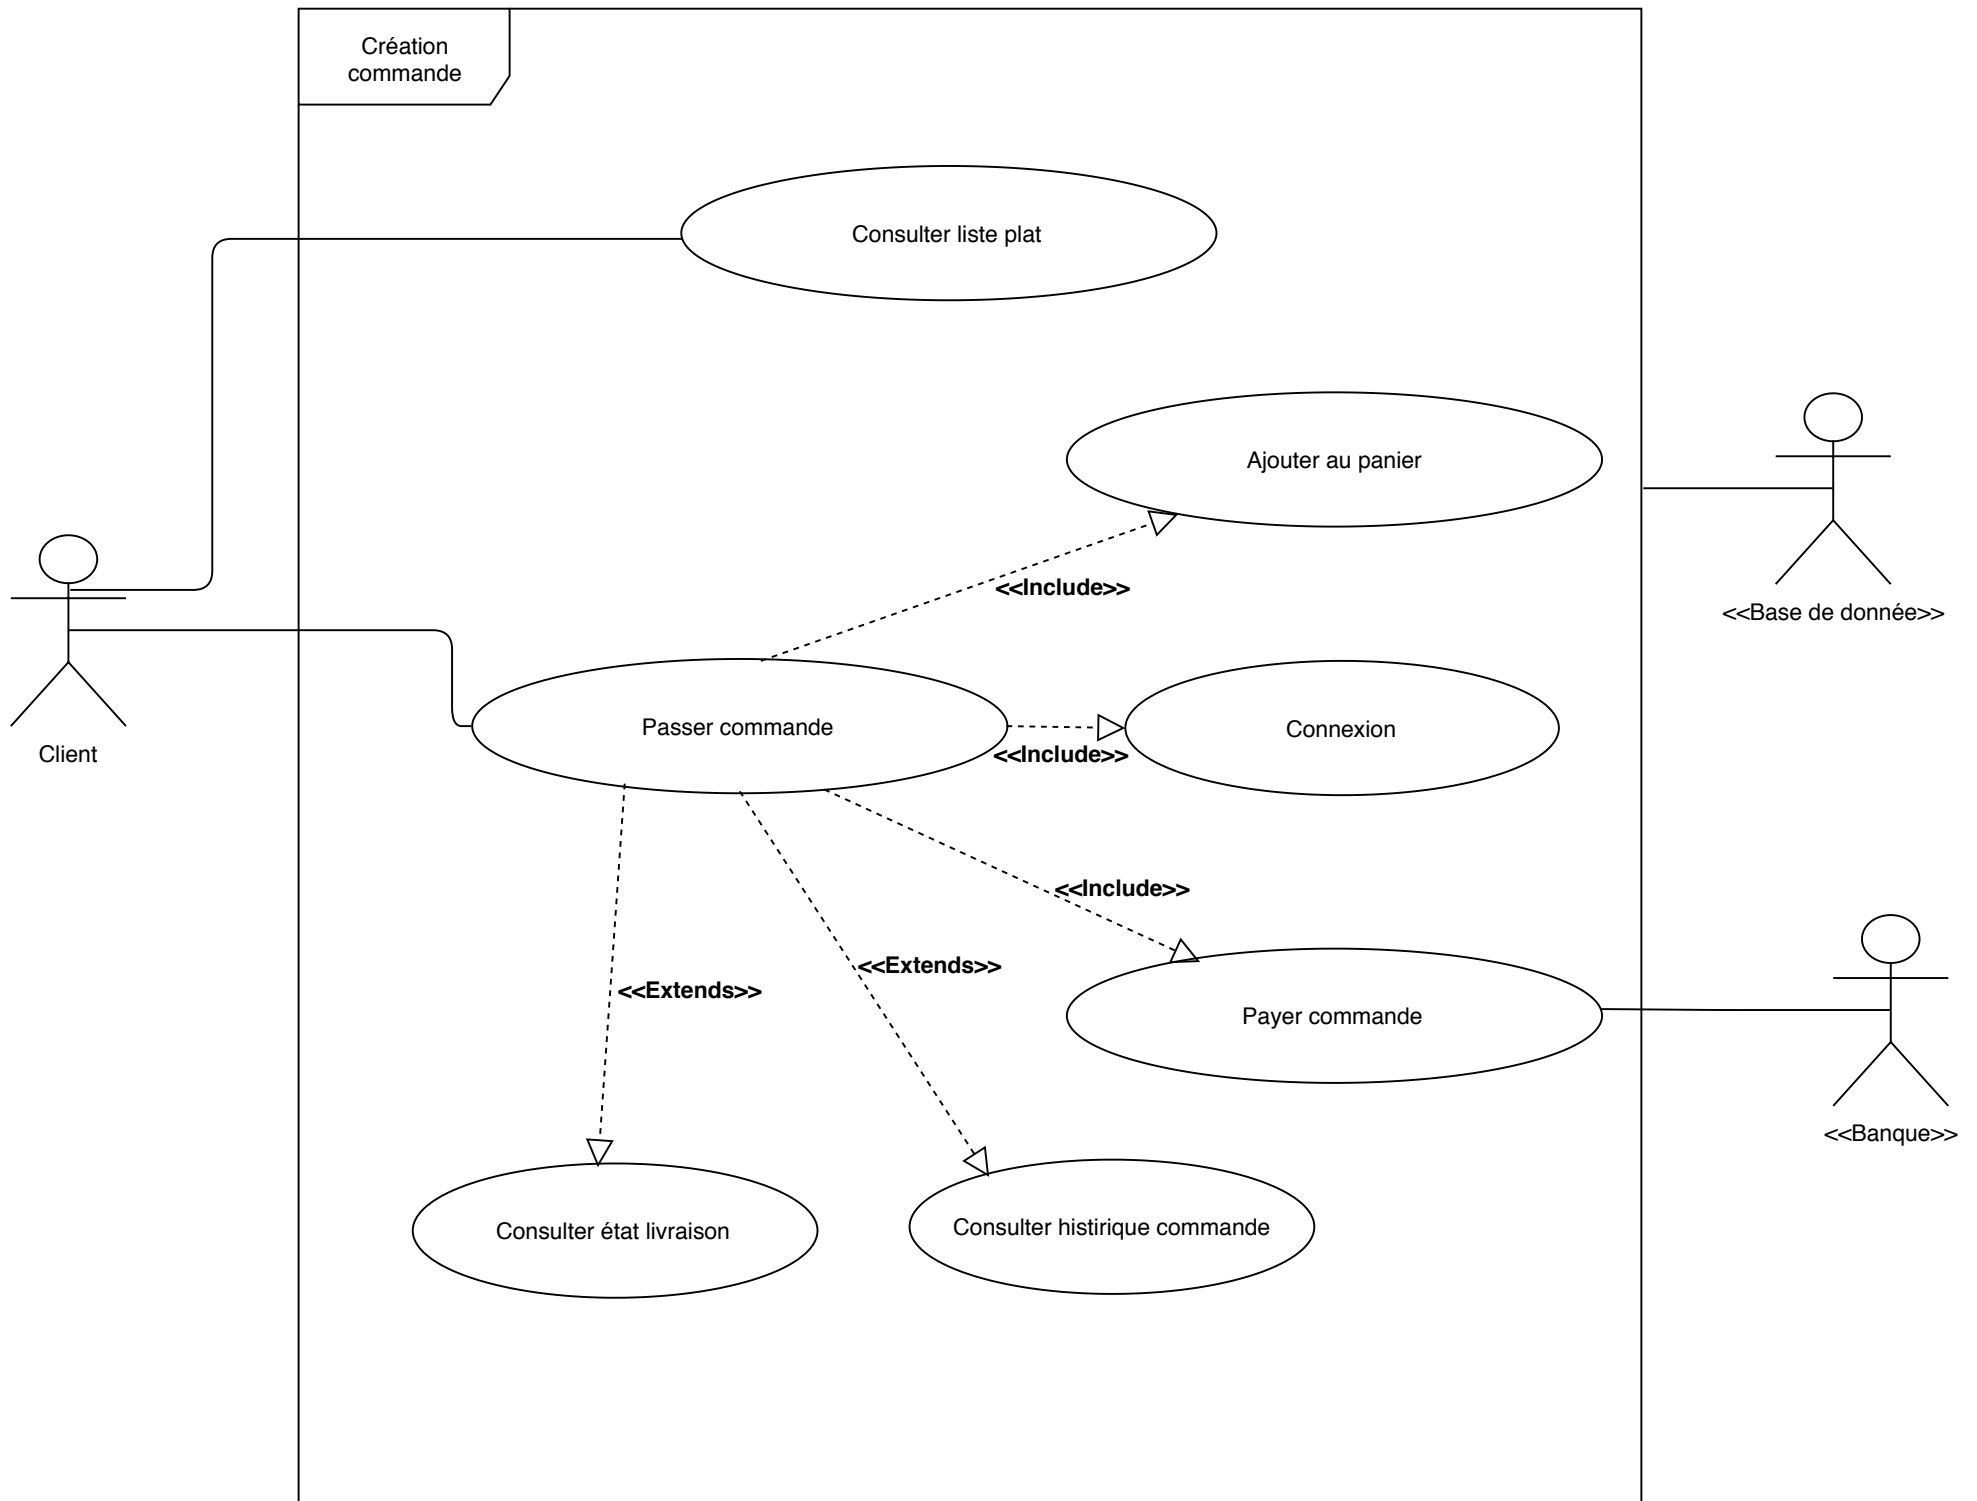 Création
commande
Consulter liste plat
Ajouter au panier
<<Include>>
<<Base de donnée>>
Client
Passer commande
Connexion
<<Include>>
<<Include>>
<<Extends>>
<<Extends>>
Payer commande
<<Banque>>
Consulter état livraison
Consulter histirique commande